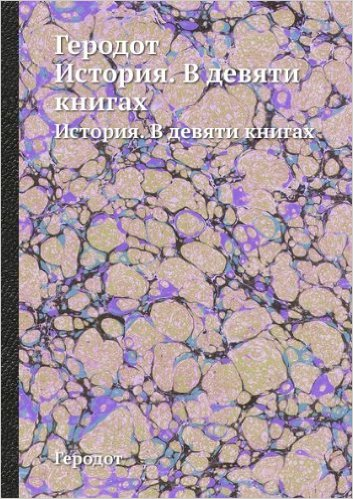 Геродот
История. В девяти
книгах
История. В девяти книгах
Геродот